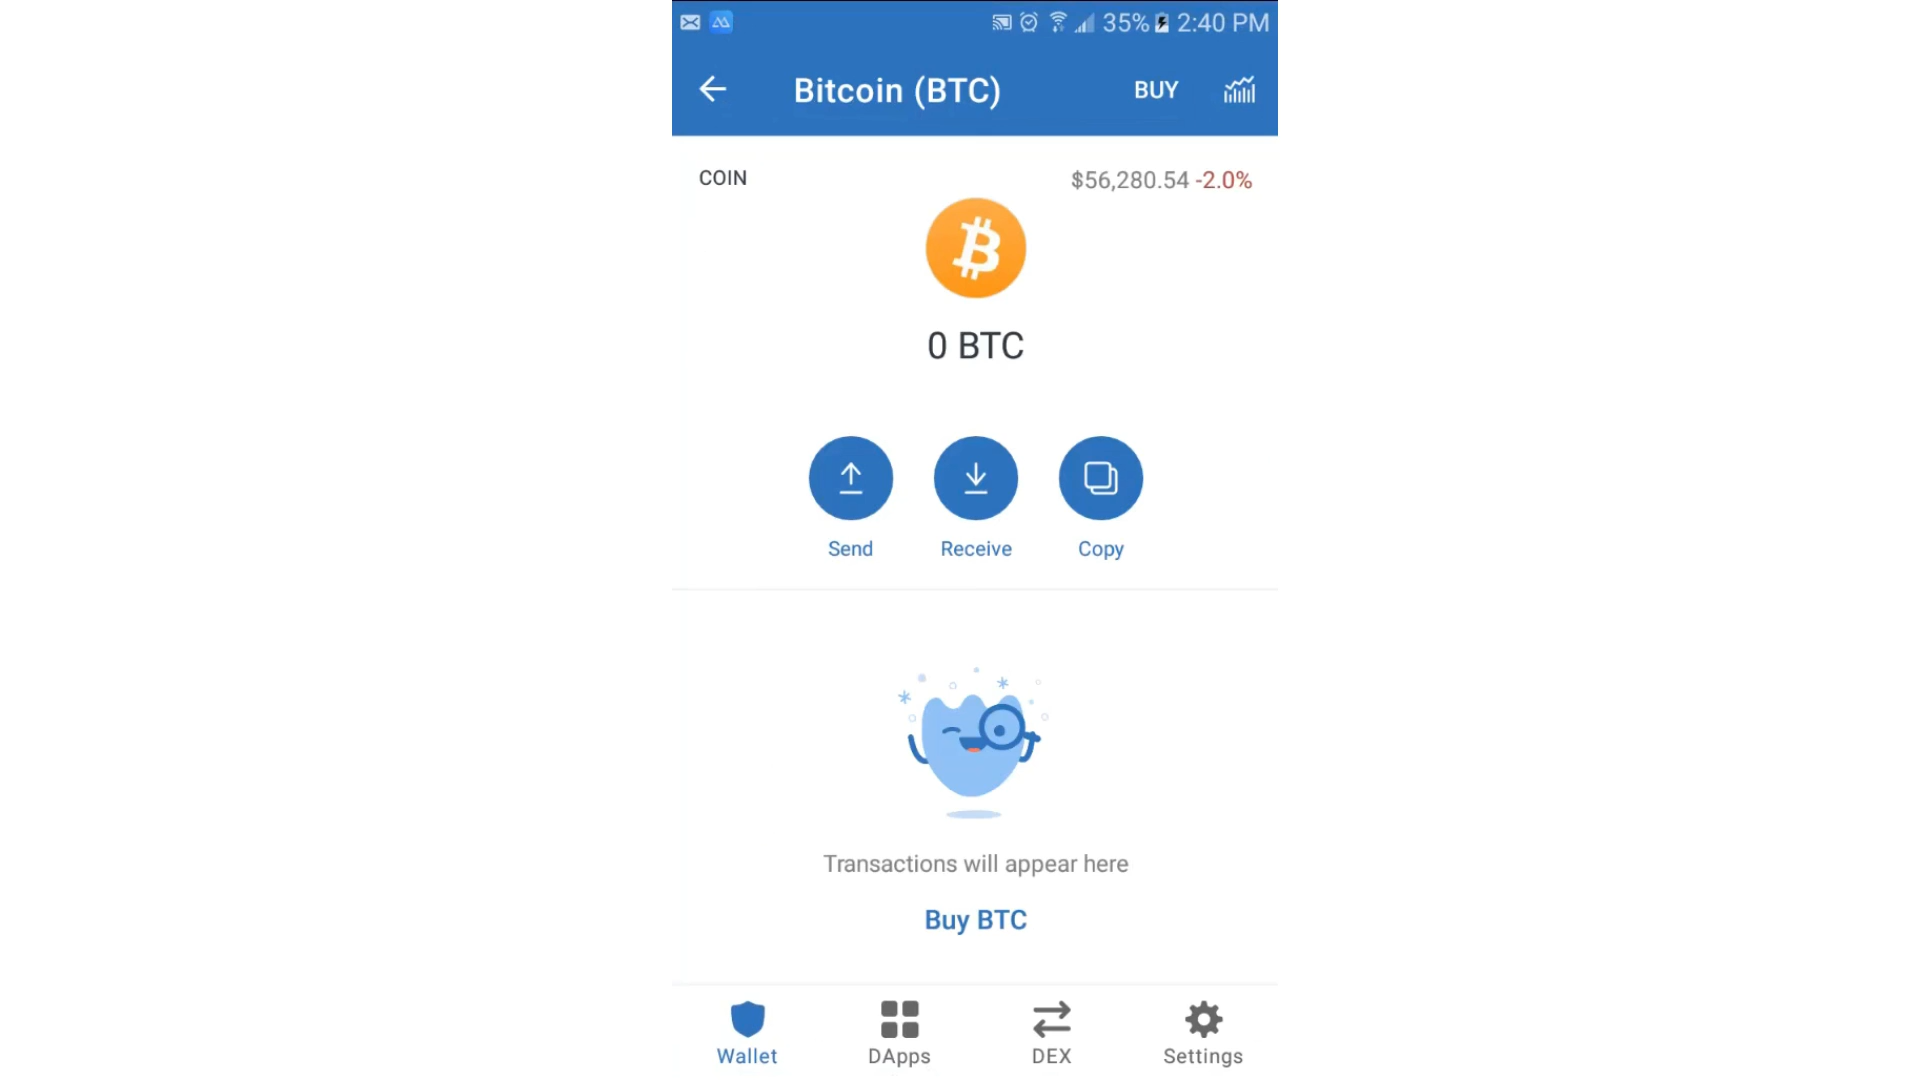 35% 2:40 PM
Bitcoin (BTC) BUY
COIN $56,280.54 -2.0%
0 BTC
Send Receive Copy
Transactions will appear here
Buy BTC
Wallet DApps DEX Settings